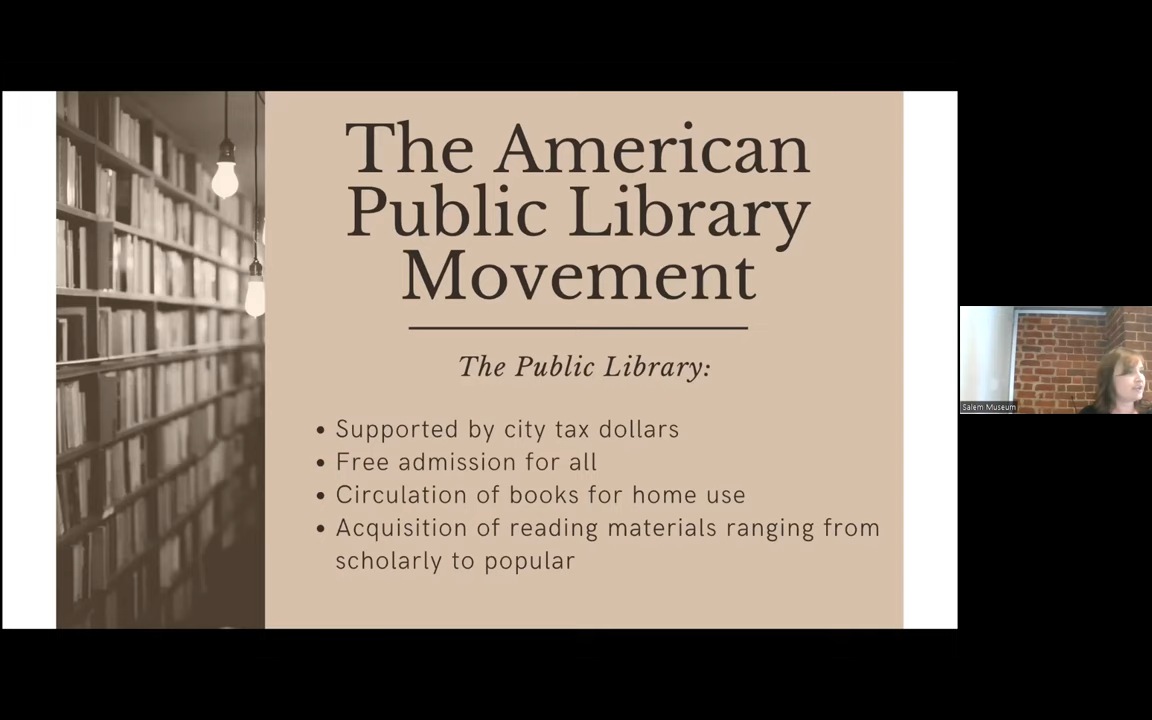 The American
Public Library
Movement
The Public Library:
• Supported by city tax dollars
• Free admission for all
• Circulation of books for home use
• Acquisition of reading materials ranging from
scholarly to popular
Salem Museum